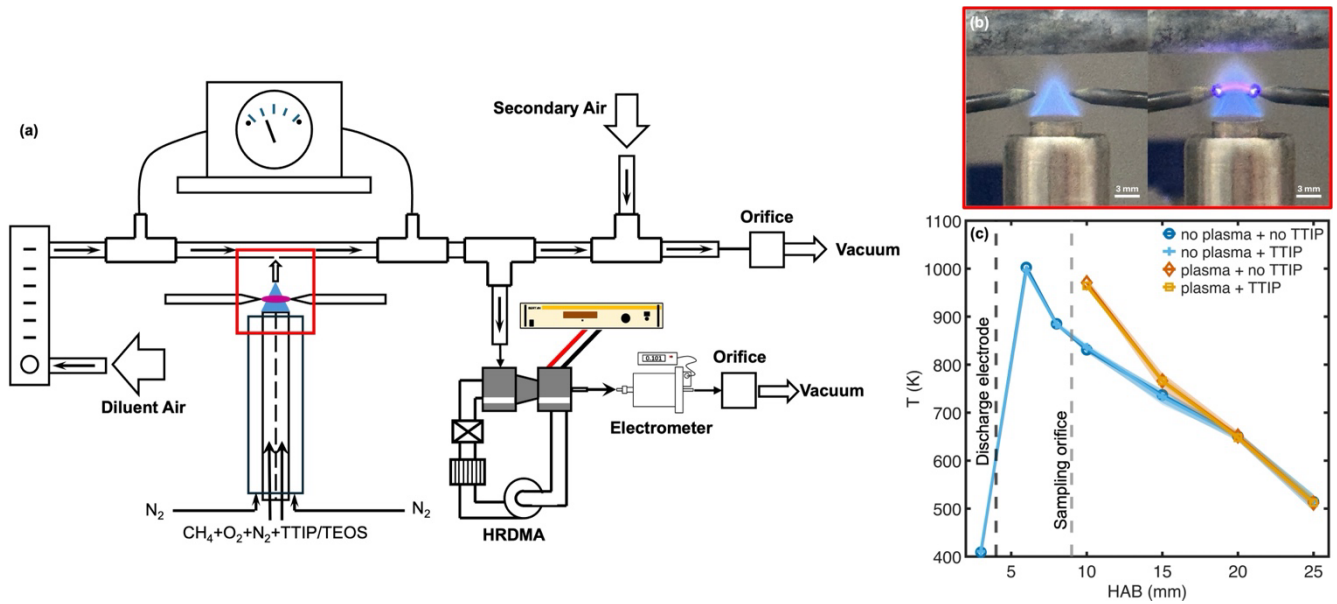 (a)
Secondary Air
Orifice
Vacuum
Diluent Air
0.101
Orifice
Vacuum
Electrometer
N₂
N₂
CH₄+O₂+N₂+TTIP/TEOS
HRDMA
(b)
3 mm
3 mm
(c)
no plasma + no TTIP
no plasma + TTIP
plasma + no TTIP
plasma + TTIP
Discharge electrode
Sampling orifice
T (K)
1100
1000
900
800
700
600
500
400
5
10
15
20
25
HAB (mm)